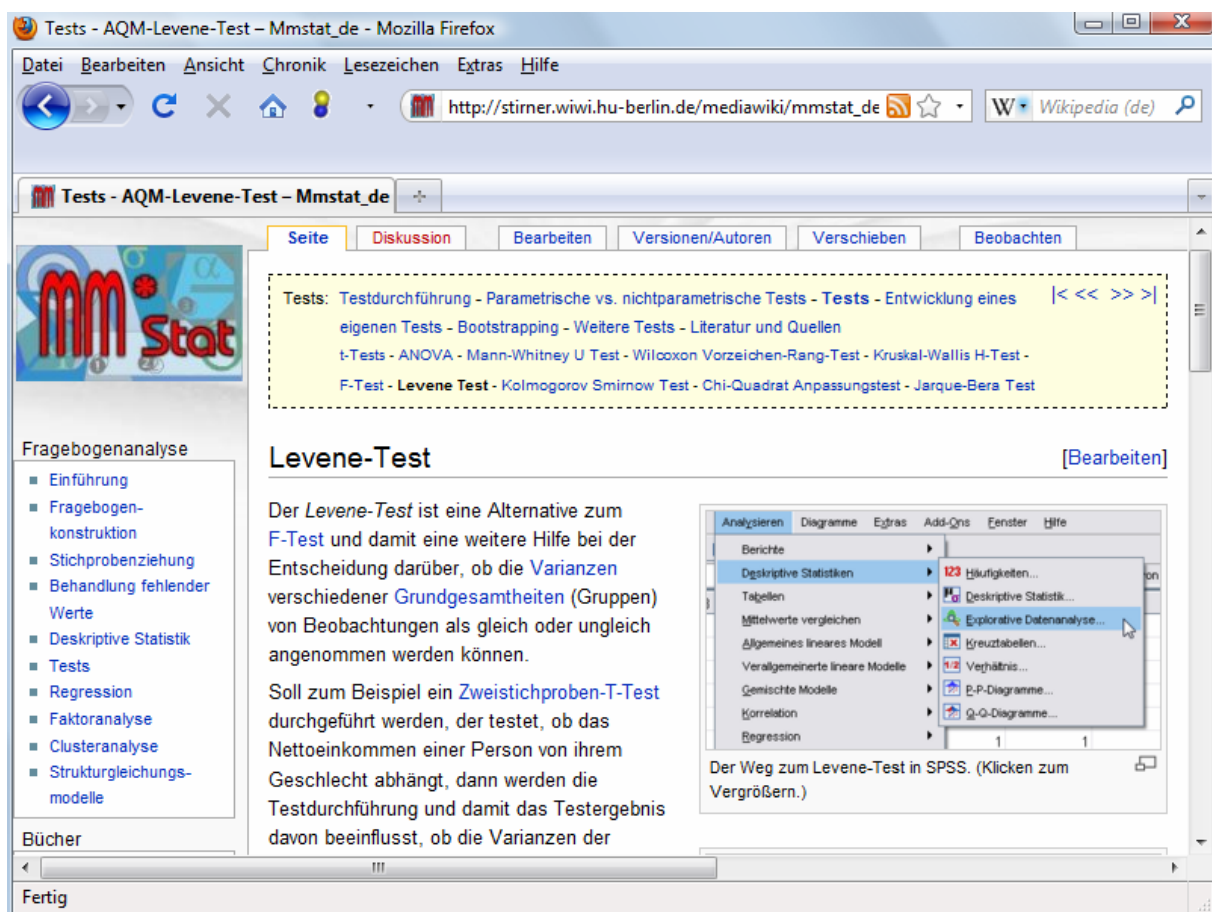 Tests - AQM-Levene-Test – Mmstat_de - Mozilla Firefox
Datei Bearbeiten Ansicht Chronik Lesezeichen Extras Hilfe
http://stirner.wiwi.hu-berlin.de/mediawiki/mmstat_de
W Wikipedia (de)
Tests - AQM-Levene-Test – Mmstat_de
Seite Diskussion Bearbeiten Versionen/Autoren Verschieben Beobachten
MM*
Stat
Tests: Testdurchführung - Parametrische vs. nichtparametrische Tests - Tests - Entwicklung eines |< << >> >|
eigenen Tests - Bootstrapping - Weitere Tests - Literatur und Quellen
t-Tests - ANOVA - Mann-Whitney U Test - Wilcoxon Vorzeichen-Rang-Test - Kruskal-Wallis H-Test -
F-Test - Levene Test - Kolmogorov Smirnow Test - Chi-Quadrat Anpassungstest - Jarque-Bera Test
Fragebogenanalyse
Einführung
Fragebogen-
konstruktion
Stichprobenziehung
Behandlung fehlender
Werte
Deskriptive Statistik
Tests
Regression
Faktoranalyse
Clusteranalyse
Strukturgleichungs-
modelle
Bücher
Levene-Test [Bearbeiten]
Der Levene-Test ist eine Alternative zum
F-Test und damit eine weitere Hilfe bei der
Entscheidung darüber, ob die Varianzen
verschiedener Grundgesamtheiten (Gruppen)
von Beobachtungen als gleich oder ungleich
angenommen werden können.
Soll zum Beispiel ein Zweistichproben-T-Test
durchgeführt werden, der testet, ob das
Nettoeinkommen einer Person von ihrem
Geschlecht abhängt, dann werden die
Testdurchführung und damit das Testergebnis
davon beeinflusst, ob die Varianzen der
Analysieren Diagramme Extras Add-Ons Fenster Hilfe
Berichte
Deskriptive Statistiken
Tabellen
Mittelwerte vergleichen
Allgemeines lineares Modell
Verallgemeinerte lineare Modelle
Gemischte Modelle
Korrelation
Regression
123 Häufigkeiten...
Deskriptive Statistik...
Explorative Datenanalyse...
Kreuztabellen...
1/2 Verhältnis...
P-P-Diagramme...
Q-Q-Diagramme...
1 1
Der Weg zum Levene-Test in SPSS. (Klicken zum
Vergrößern.)
Fertig